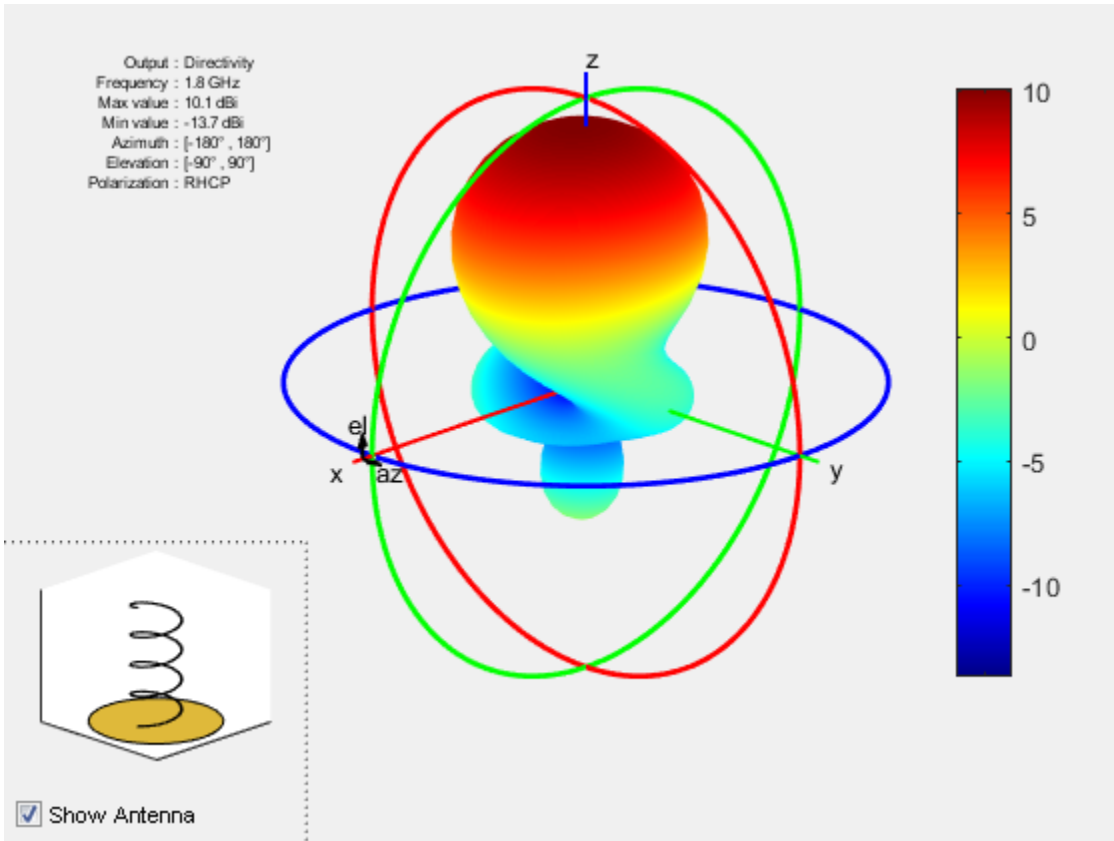 Output : Directivity
Frequency : 1.8 GHz
Max value : 10.1 dBi
Min value : -13.7 dBi
Azimuth : [-180° , 180°]
Elevation : [-90° , 90°]
Polarization : RHCP
z
10
5
0
-5
-10
el
x
az
y
Show Antenna